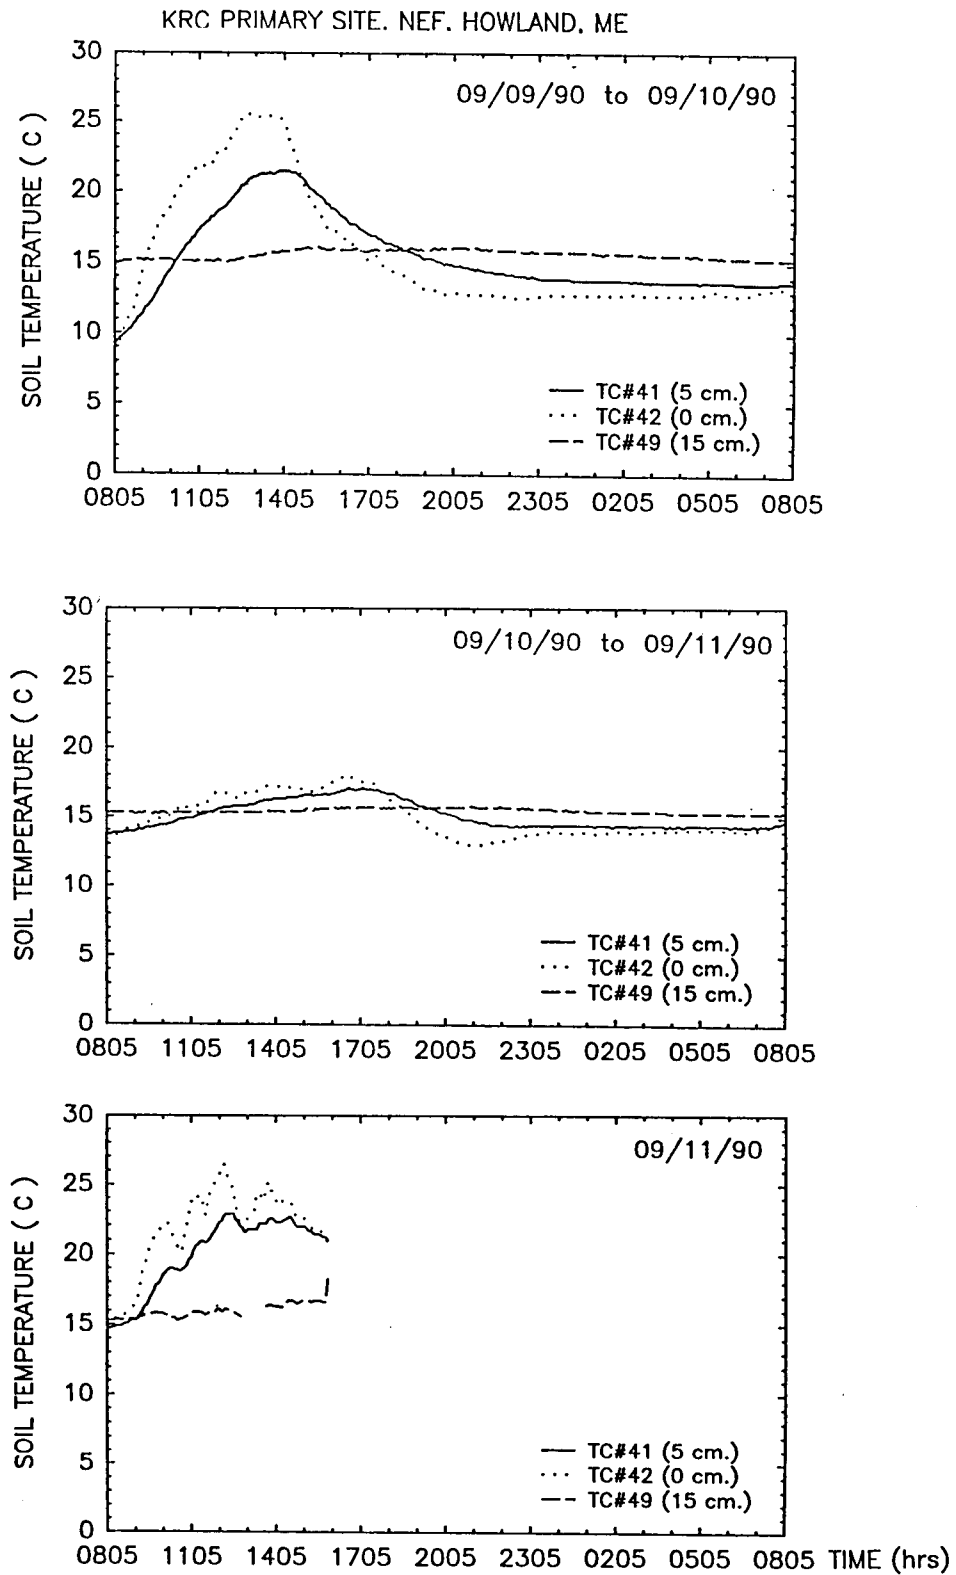 KRC PRIMARY SITE. NEF. HOWLAND, ME
30
25
20
15
10
5
0
SOIL TEMPERATURE ( C )
09/09/90 to 09/10/90
TC#41 (5 cm.)
TC#42 (0 cm.)
TC#49 (15 cm.)
0805 1105 1405 1705 2005 2305 0205 0505 0805
30
25
20
15
10
5
0
SOIL TEMPERATURE ( C )
09/10/90 to 09/11/90
TC#41 (5 cm.)
TC#42 (0 cm.)
TC#49 (15 cm.)
0805 1105 1405 1705 2005 2305 0205 0505 0805
30
25
20
15
10
5
0
SOIL TEMPERATURE ( C )
09/11/90
TC#41 (5 cm.)
TC#42 (0 cm.)
TC#49 (15 cm.)
0805 1105 1405 1705 2005 2305 0205 0505 0805 TIME (hrs)